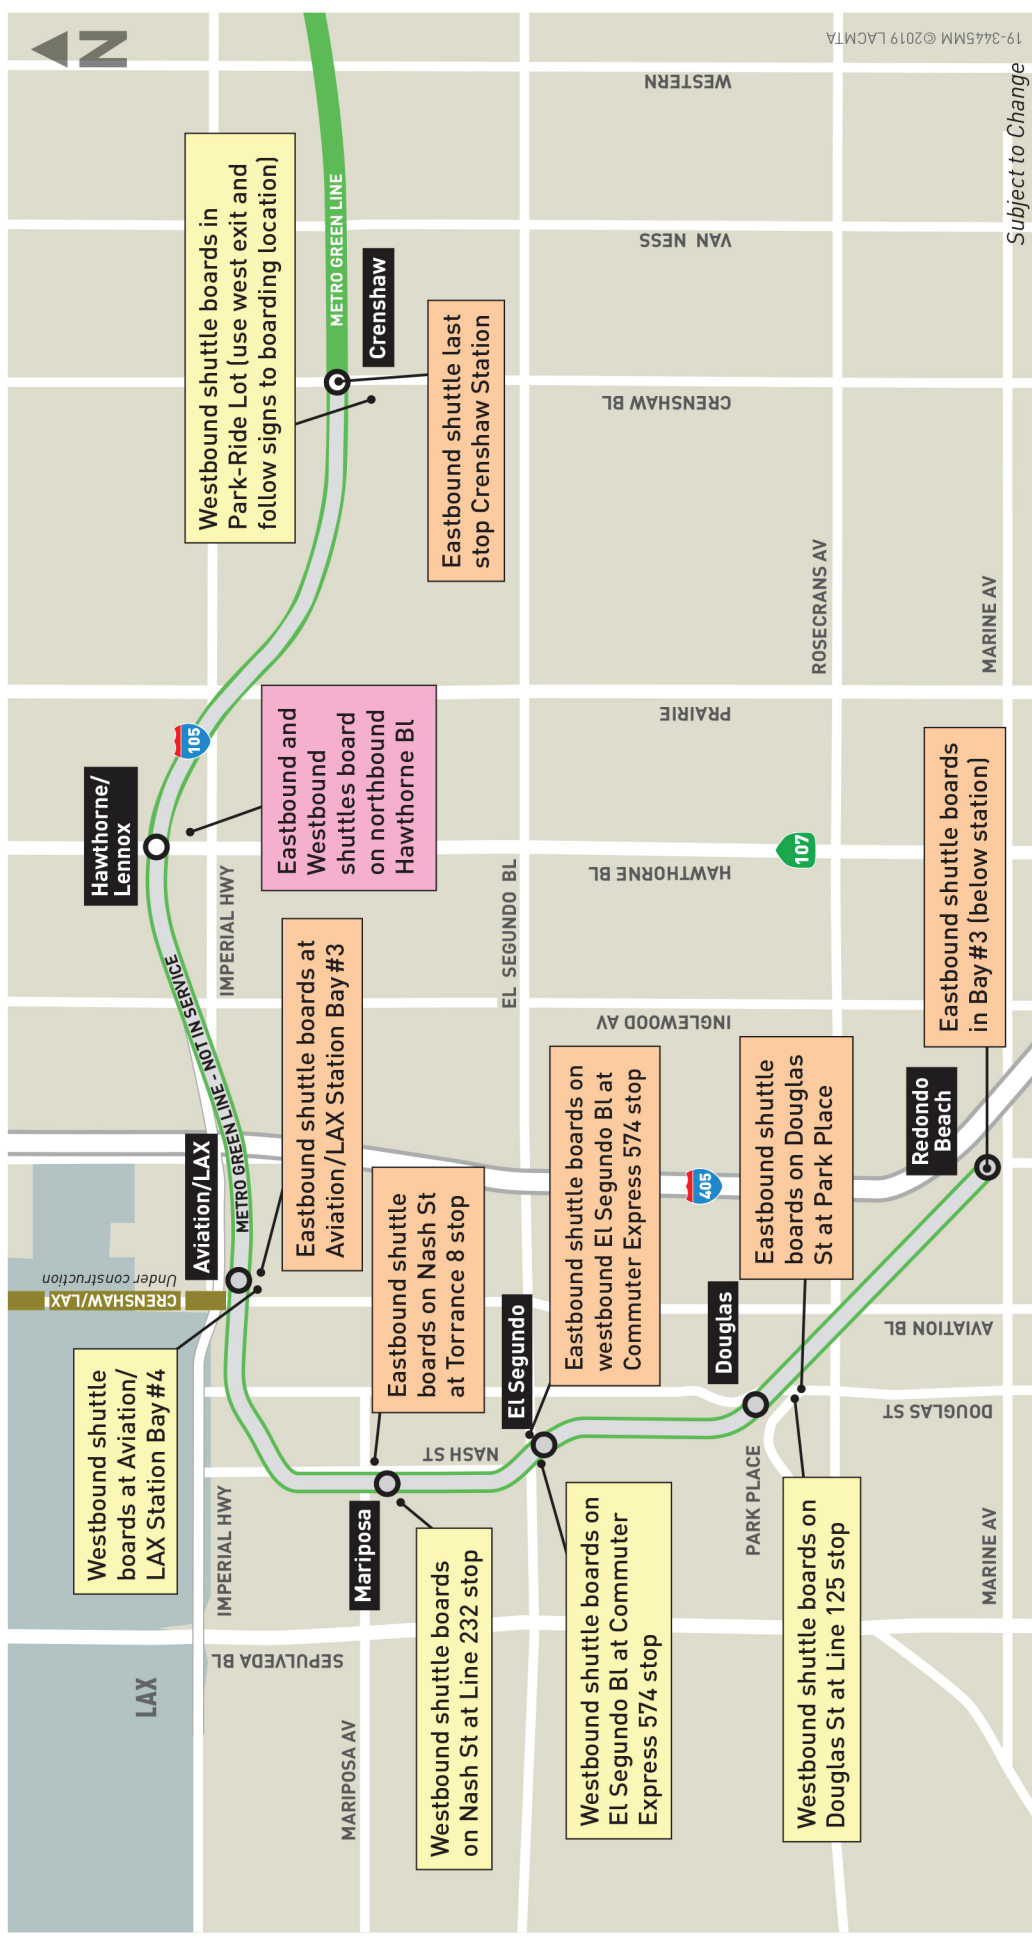 N
19-3445MM ©2019 LACMTA
Subject to Change
WESTERN
VAN NESS
CRENSHAW BL
PRAIRIE
HAWTHORNE BL
INGLEWOOD AV
AVIATION BL
DOUGLAS ST
NASH ST
SEPULVEDA BL
IMPERIAL HWY
IMPERIAL HWY
EL SEGUNDO BL
ROSECRANS AV
MARINE AV
MARINE AV
PARK PLACE
MARIPOSA AV
LAX
CRENSHAW/LAX
Under construction
METRO GREEN LINE
METRO GREEN LINE - NOT IN SERVICE
105
405
107
Westbound shuttle boards in
Park-Ride Lot (use west exit and
follow signs to boarding location)
Crenshaw
Eastbound shuttle last
stop Crenshaw Station
Hawthorne/
Lennox
Eastbound and
Westbound
shuttles board
on northbound
Hawthorne Bl
Aviation/LAX
Eastbound shuttle boards at
Aviation/LAX Station Bay#3
Westbound shuttle
boards at Aviation/
LAX Station Bay#4
Mariposa
Eastbound shuttle
boards on Nash St
at Torrrance 8 stop
Westbound shuttle boards
on Nash St at Line 232 stop
El Segundo
Eastbound shuttle boards on
westbound El Segundo Bl at
Commuter Express 574 stop
Westbound shuttle boards on
El Segundo Bl at Commuter
Express 574 stop
Douglas
Eastbound shuttle
boards on Douglas
St at Park Place
Westbound shuttle boards on
Douglas St at Line 125 stop
Redondo
Beach
Eastbound shuttle boards
in Bay#3 (below station)